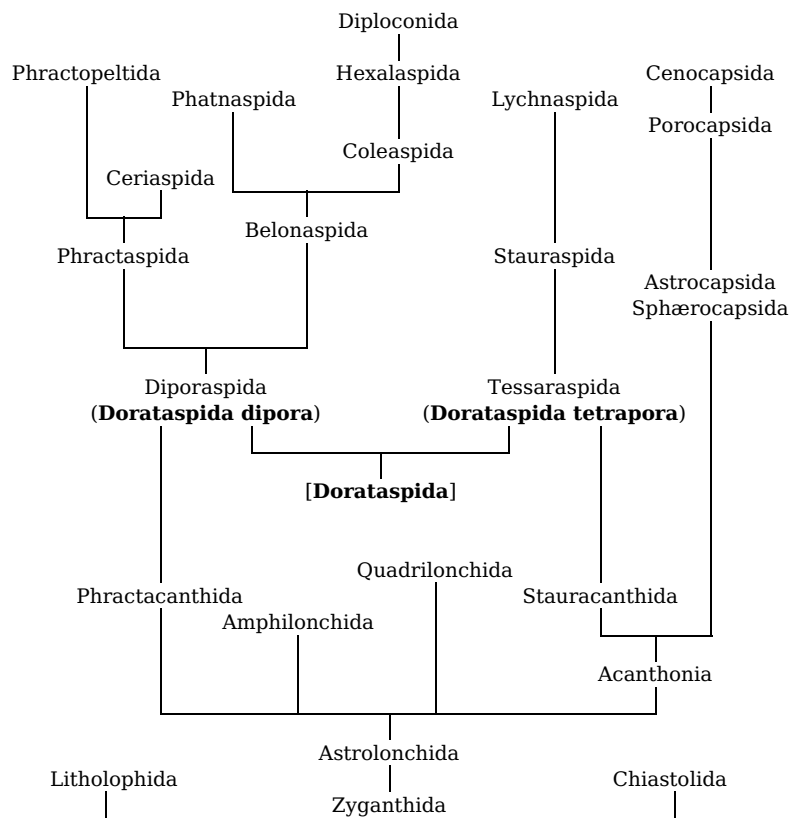 Diploconida
Phractopeltida Hexalaspida Cenocapsida
Phatnaspida Lychnaspida
Porocapsida
Coleaspida
Ceriaspida
Belonaspida
Phractaspida Stauraspida
Astrocapsida
Sphærocapsida
Diporaspida Tessaraspida
(Dorataspida dipora) (Dorataspida tetrapora)
[Dorataspida]
Quadrilonchida
Phractacanthida Stauracanthida
Amphilonchida
Acanthonia
Astrolonchida
Litholophida Chiastolida
Zyganthida